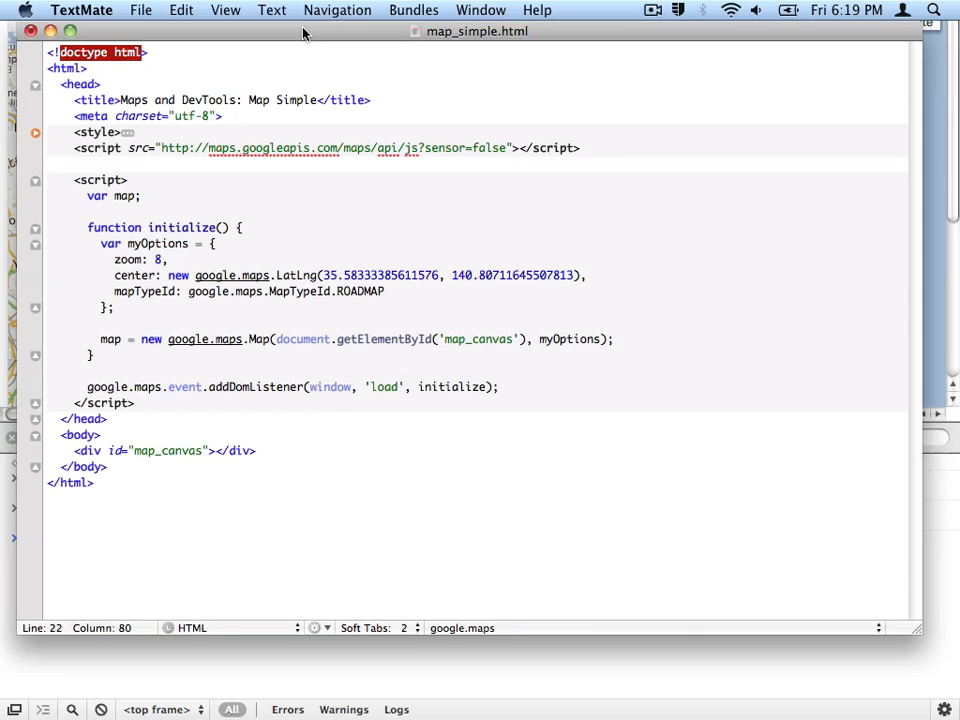 TextMate File Edit View Text Navigation Bundles Window Help Fri 6:19 PM
map_simple.html
<!doctype html>
<html>
<head>
<title>Maps and DevTools: Map Simple</title>
<meta charset="utf-8">
<style>
<script src="http://maps.googleapis.com/maps/api/js?sensor=false"></script>
<script>
var map;
function initialize() {
var myOptions = {
zoom: 8,
center: new google.maps.LatLng(35.58333385611576, 140.80711645507813),
mapTypeId: google.maps.MapTypeId.ROADMAP
};
map = new google.maps.Map(document.getElementById('map_canvas'), myOptions);
}
google.maps.event.addDomListener(window, 'load', initialize);
</script>
</head>
<body>
<div id="map_canvas"></div>
</body>
</html>
Line: 22 Column: 80 HTML Soft Tabs: 2 google.maps
<top frame> All Errors Warnings Logs